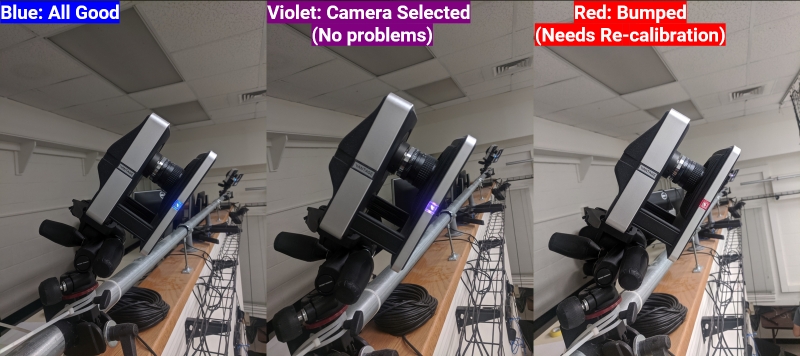 Blue: All Good
Violet: Camera Selected
(No problems)
Red: Bumped
(Needs Re-calibration)